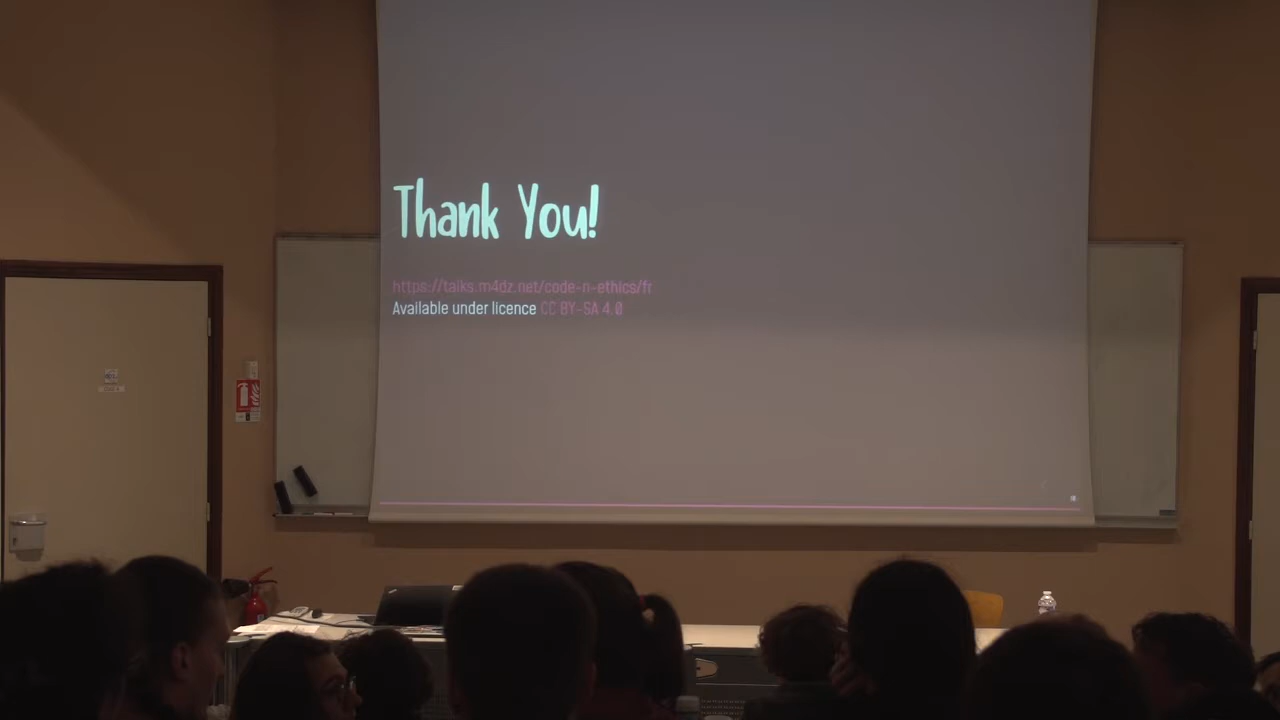 Thank You!
https://talks.m4dz.net/code-n-ethics/fr
Available under licence CC BY-SA 4.0